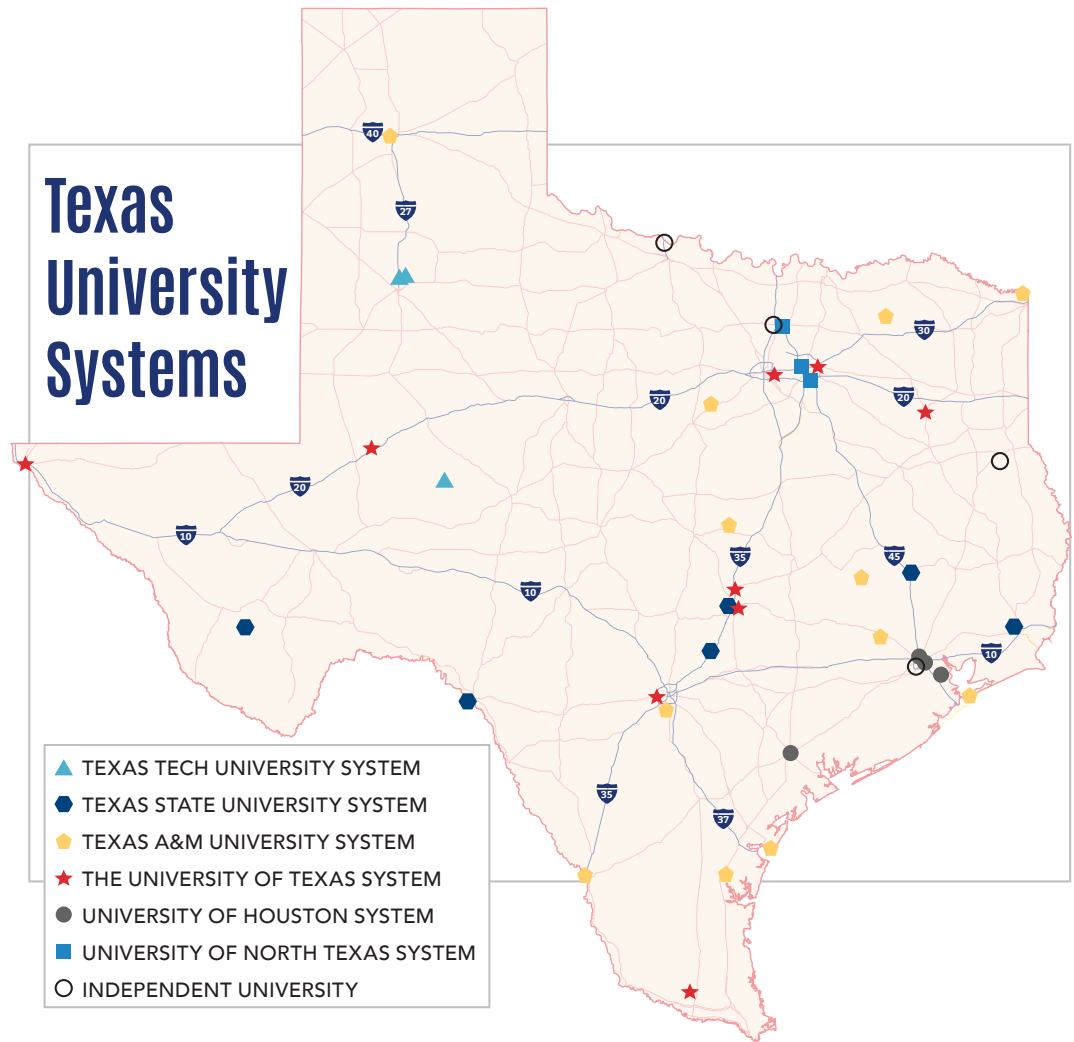 Texas
University
Systems
40
27
30
20
20
20
10
35
45
10
10
35
37
TEXAS TECH UNIVERSITY SYSTEM
TEXAS STATE UNIVERSITY SYSTEM
TEXAS A&M UNIVERSITY SYSTEM
THE UNIVERSITY OF TEXAS SYSTEM
UNIVERSITY OF HOUSTON SYSTEM
UNIVERSITY OF NORTH TEXAS SYSTEM
INDEPENDENT UNIVERSITY